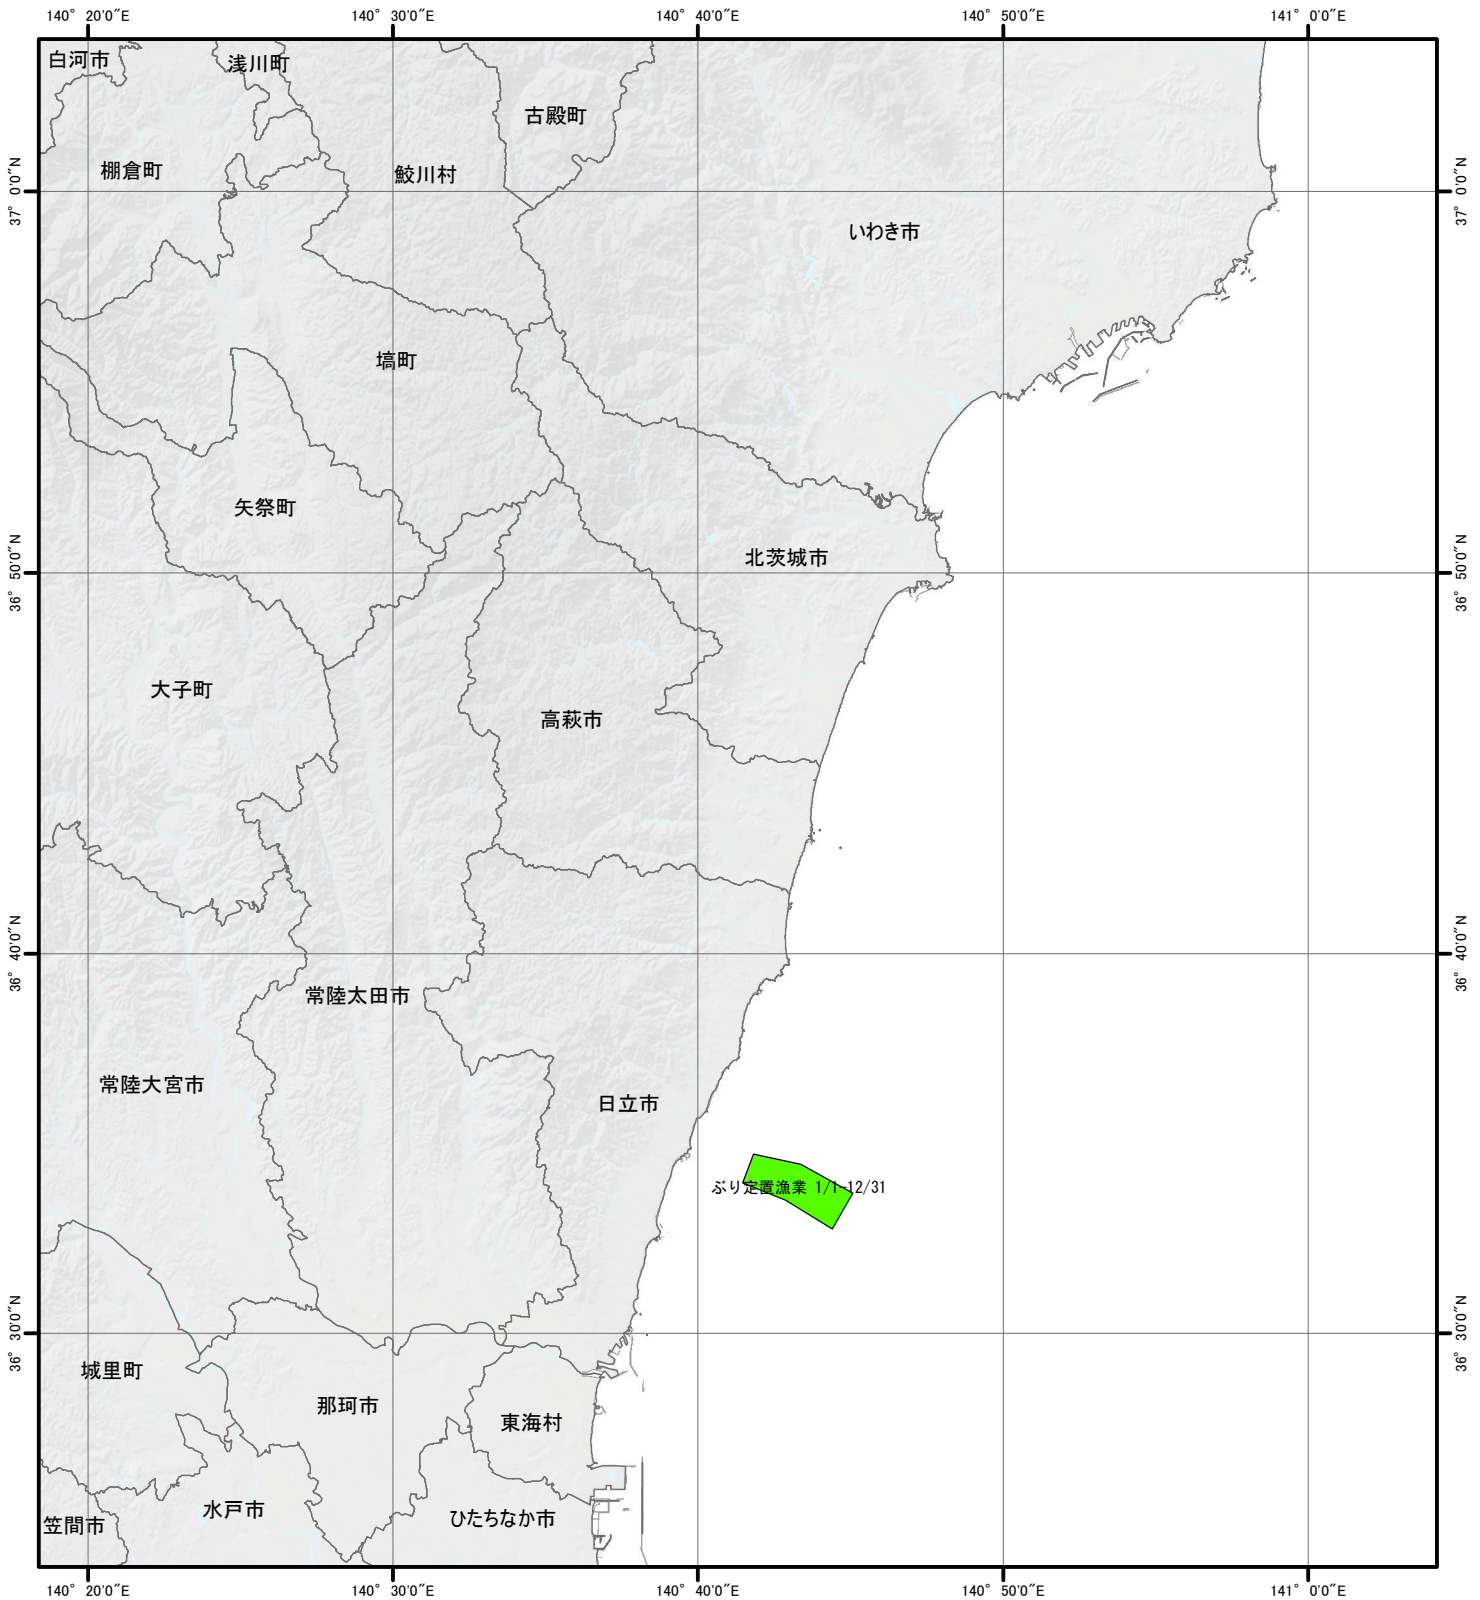 140° 20'0"E 140° 30'0"E 140° 40'0"E 140° 50'0"E 141° 0'0"E
白河市
浅川町
古殿町
棚倉町
鮫川村
37° 0'0"N
37° 0'0"N
いわき市
塙町
矢祭町
北茨城市
36° 50'0"N
36° 50'0"N
大子町
高萩市
36° 40'0"N
36° 40'0"N
常陸太田市
常陸大宮市
日立市
ぶり定置漁業 1/1-12/31
36° 30'0"N
36° 30'0"N
城里町
那珂市
東海村
水戸市
ひたちなか市
笠間市
140° 20'0"E 140° 30'0"E 140° 40'0"E 140° 50'0"E 141° 0'0"E